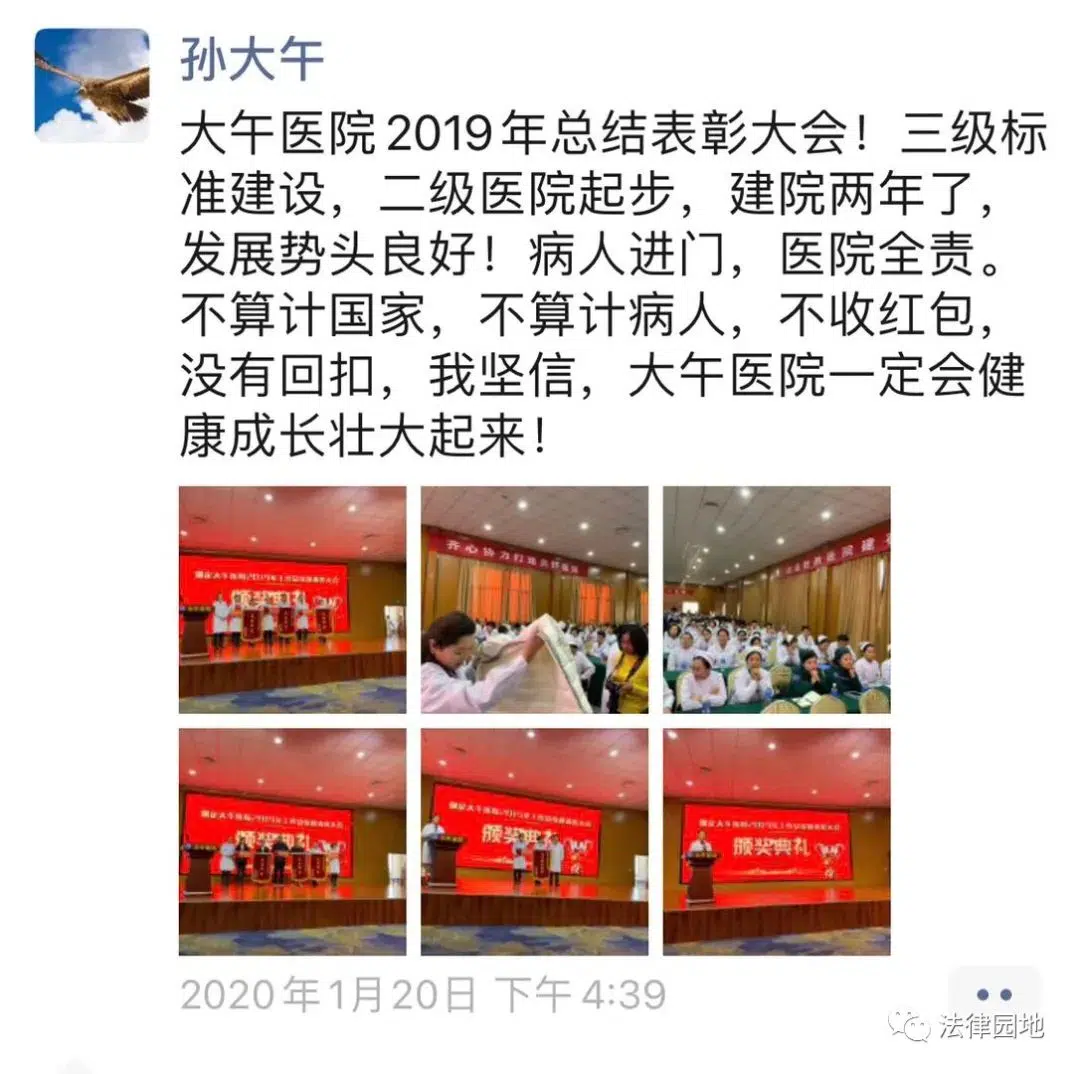 孙大午
大午医院2019年总结表彰大会！三级标
准建设，二级医院起步，建院两年了，
发展势头良好！病人进门，医院全责。
不算计国家，不算计病人，不收红包，
没有回扣，我坚信，大午医院一定会健
康成长壮大起来！
颁奖典礼
齐心协力打造
颁奖典礼
颁奖典礼
颁奖典礼
2020年1月20日 下午4:39
法律园地